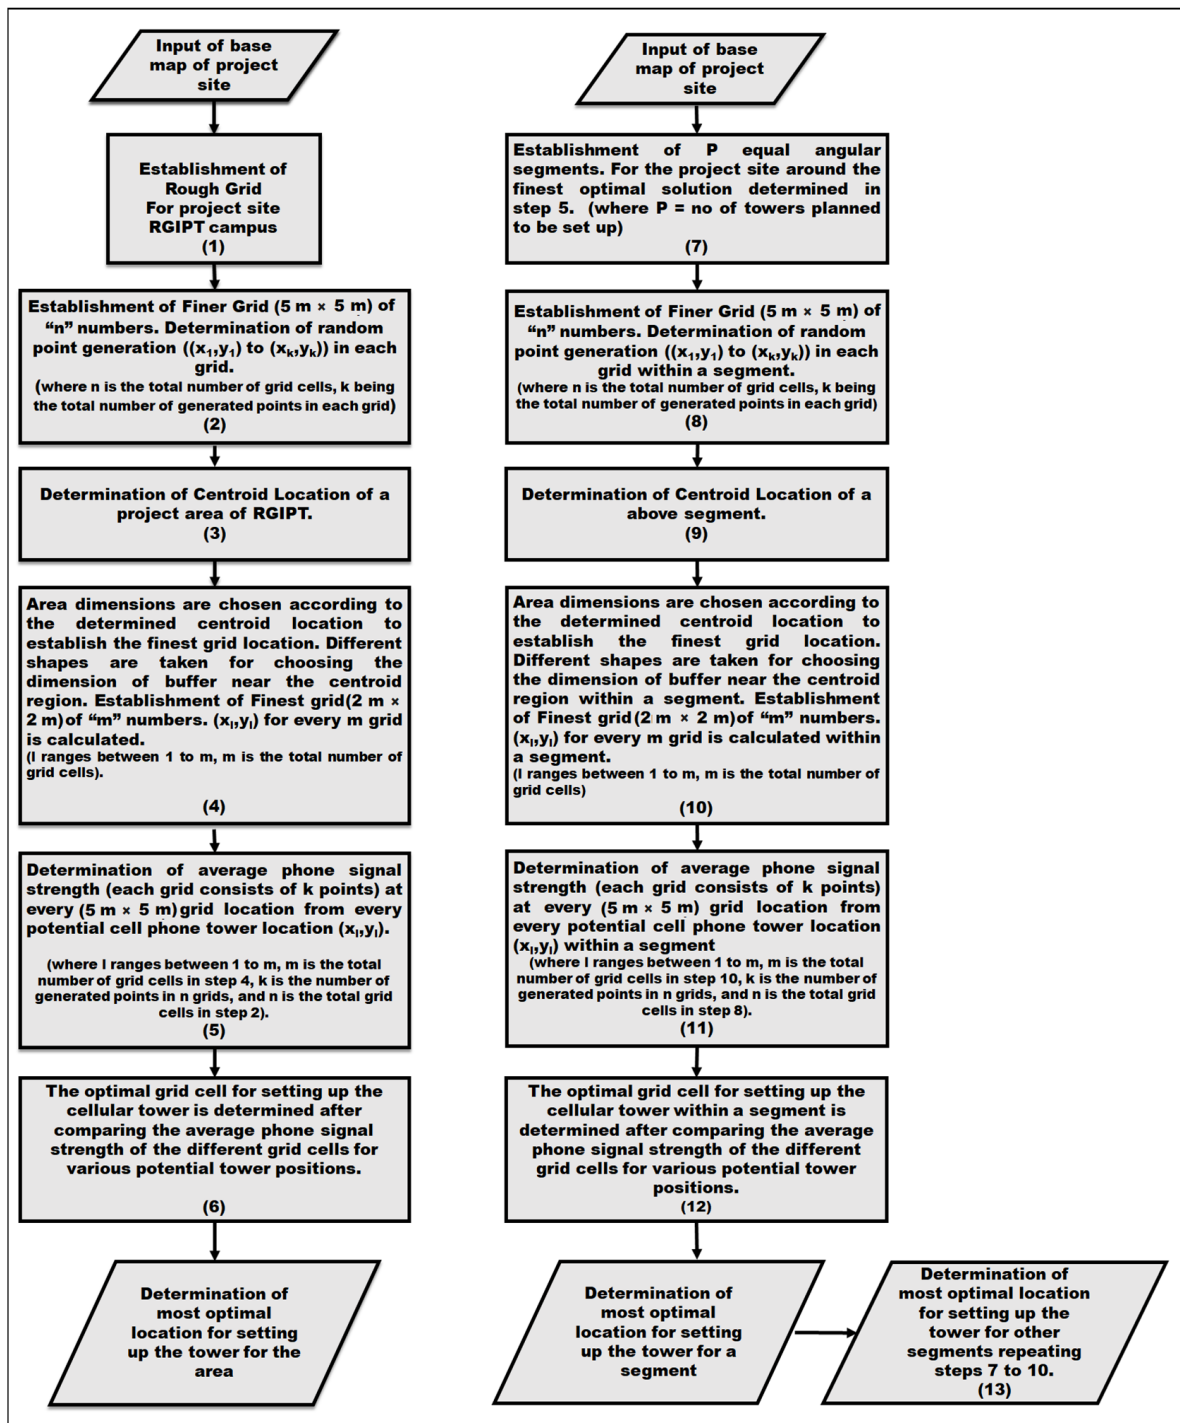 Input of base
map of project
site
Establishment of
Rough Grid
For project site
RGIPT campus
(1)
Establishment of Finer Grid (5 m × 5 m) of
“n” numbers. Determination of random
point generation ((x₁,y₁) to (xₖ,yₖ)) in each
grid.
(where n is the total number of grid cells, k being
the total number of generated points in each grid)
(2)
Determination of Centroid Location of a
project area of RGIPT.
(3)
Area dimensions are chosen according to
the determined centroid location to
establish the finest grid location. Different
shapes are taken for choosing the
dimension of buffer near the centroid
region. Establishment of Finest grid(2 m ×
2 m)of “m” numbers. (xₗ,yₗ) for every m grid
is calculated.
(l ranges between 1 to m, m is the total number of
grid cells).
(4)
Determination of average phone signal
strength (each grid consists of k points) at
every (5 m × 5 m) grid location from every
potential cell phone tower location (xₗ,yₗ).
(where l ranges between 1 to m, m is the total
number of grid cells in step 4, k is the number of
generated points in n grids, and n is the total grid
cells in step 2).
(5)
The optimal grid cell for setting up the
cellular tower is determined after
comparing the average phone signal
strength of the different grid cells for
various potential tower positions.
(6)
Determination of
most optimal
location for setting
up the tower for the
area
Input of base
map of project
site
Establishment of P equal angular
segments. For the project site around the
finest optimal solution determined in
step 5. (where P = no of towers planned
to be set up)
(7)
Establishment of Finer Grid (5 m × 5 m) of
“n” numbers. Determination of random
point generation ((x₁,y₁) to (xₖ,yₖ)) in each
grid within a segment.
(where n is the total number of grid cells, k being
the total number of generated points in each grid)
(8)
Determination of Centroid Location of a
above segment.
(9)
Area dimensions are chosen according to
the determined centroid location to
establish the finest grid location.
Different shapes are taken for choosing
the dimension of buffer near the centroid
region within a segment. Establishment
of Finest grid(2 m × 2 m)of “m” numbers.
(xₗ,yₗ) for every m grid is calculated within
a segment.
(l ranges between 1 to m, m is the total number of
grid cells)
(10)
Determination of average phone signal
strength (each grid consists of k points)
at every (5 m × 5 m) grid location from
every potential cell phone tower location
(xₗ,yₗ) within a segment
(where l ranges between 1 to m, m is the total
number of grid cells in step 10, k is the number of
generated points in n grids, and n is the total grid
cells in step 8).
(11)
The optimal grid cell for setting up the
cellular tower within a segment is
determined after comparing the average
phone signal strength of the different
grid cells for various potential tower
positions.
(12)
Determination of
most optimal
location for setting
up the tower for a
segment
Determination of
most optimal location
for setting up the
tower for other
segments repeating
steps 7 to 10.
(13)